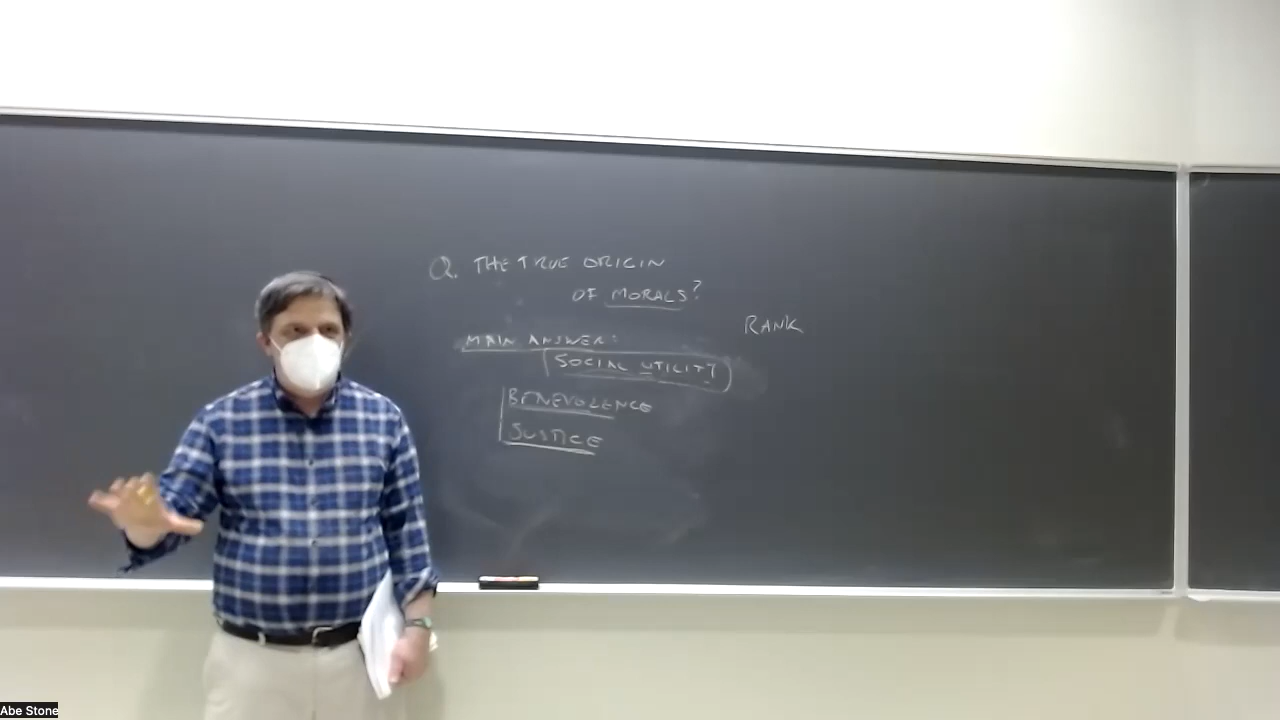 Q. THE TRUE ORIGIN
OF MORALS?
RANK
MAIN ANSWER:
SOCIAL UTILITY
BENEVOLENCE
JUSTICE
Abe Stone